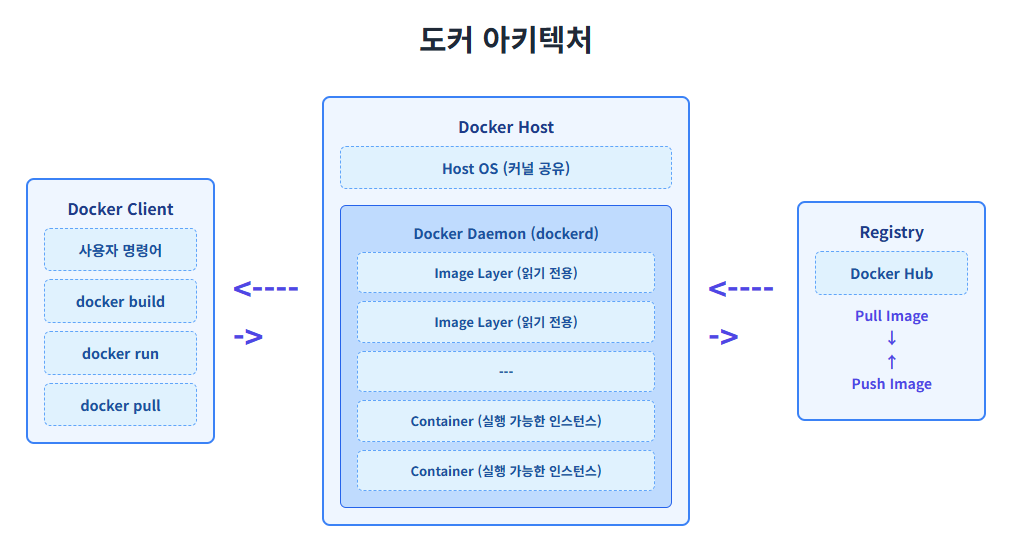 도커 아키텍처
Docker Client
사용자 명령어
docker build
docker run
docker pull
<----
->
Docker Host
Host OS (커널 공유)
Docker Daemon (dockerd)
Image Layer (읽기 전용)
Image Layer (읽기 전용)
---
Container (실행 가능한 인스턴스)
Container (실행 가능한 인스턴스)
<----
->
Registry
Docker Hub
Pull Image
↓
↑
Push Image